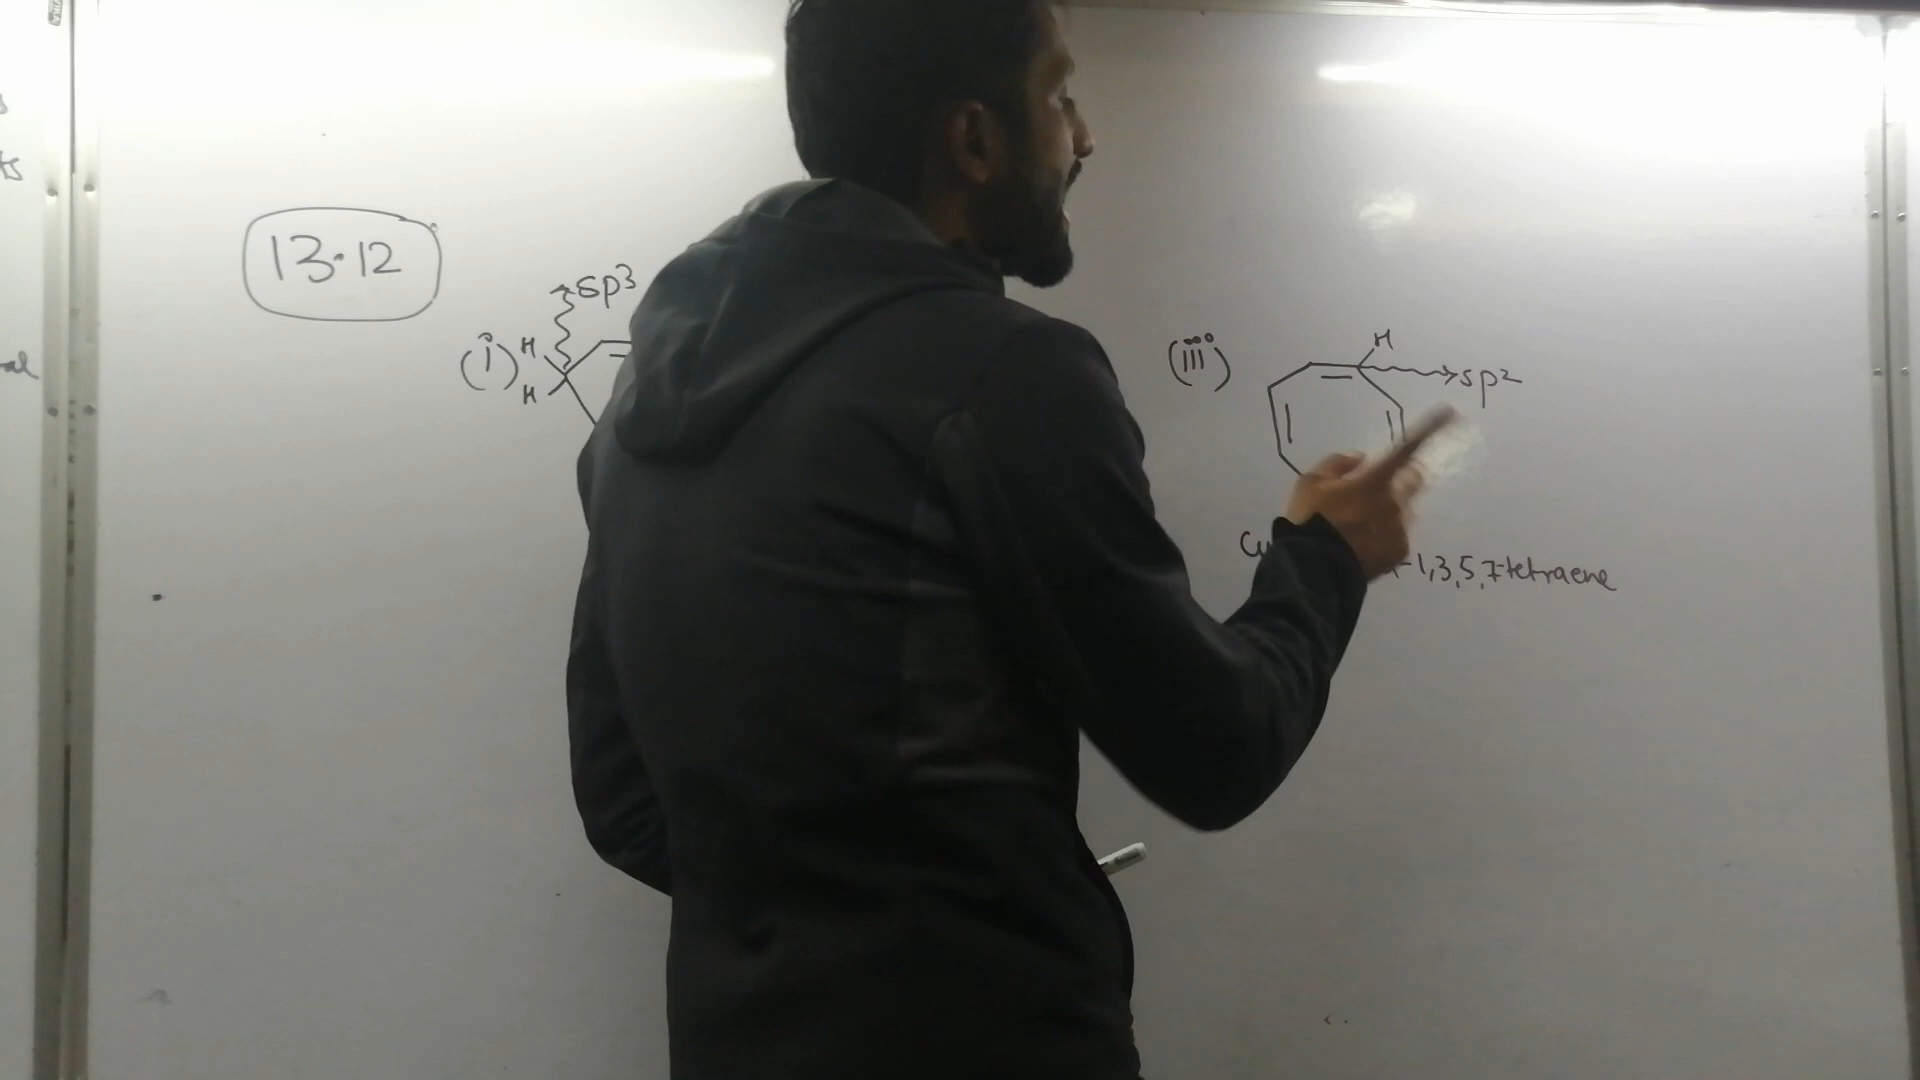 13.12
sp3
(i) H
H
(iii) H
sp2
-1,3,5,7-tetraene